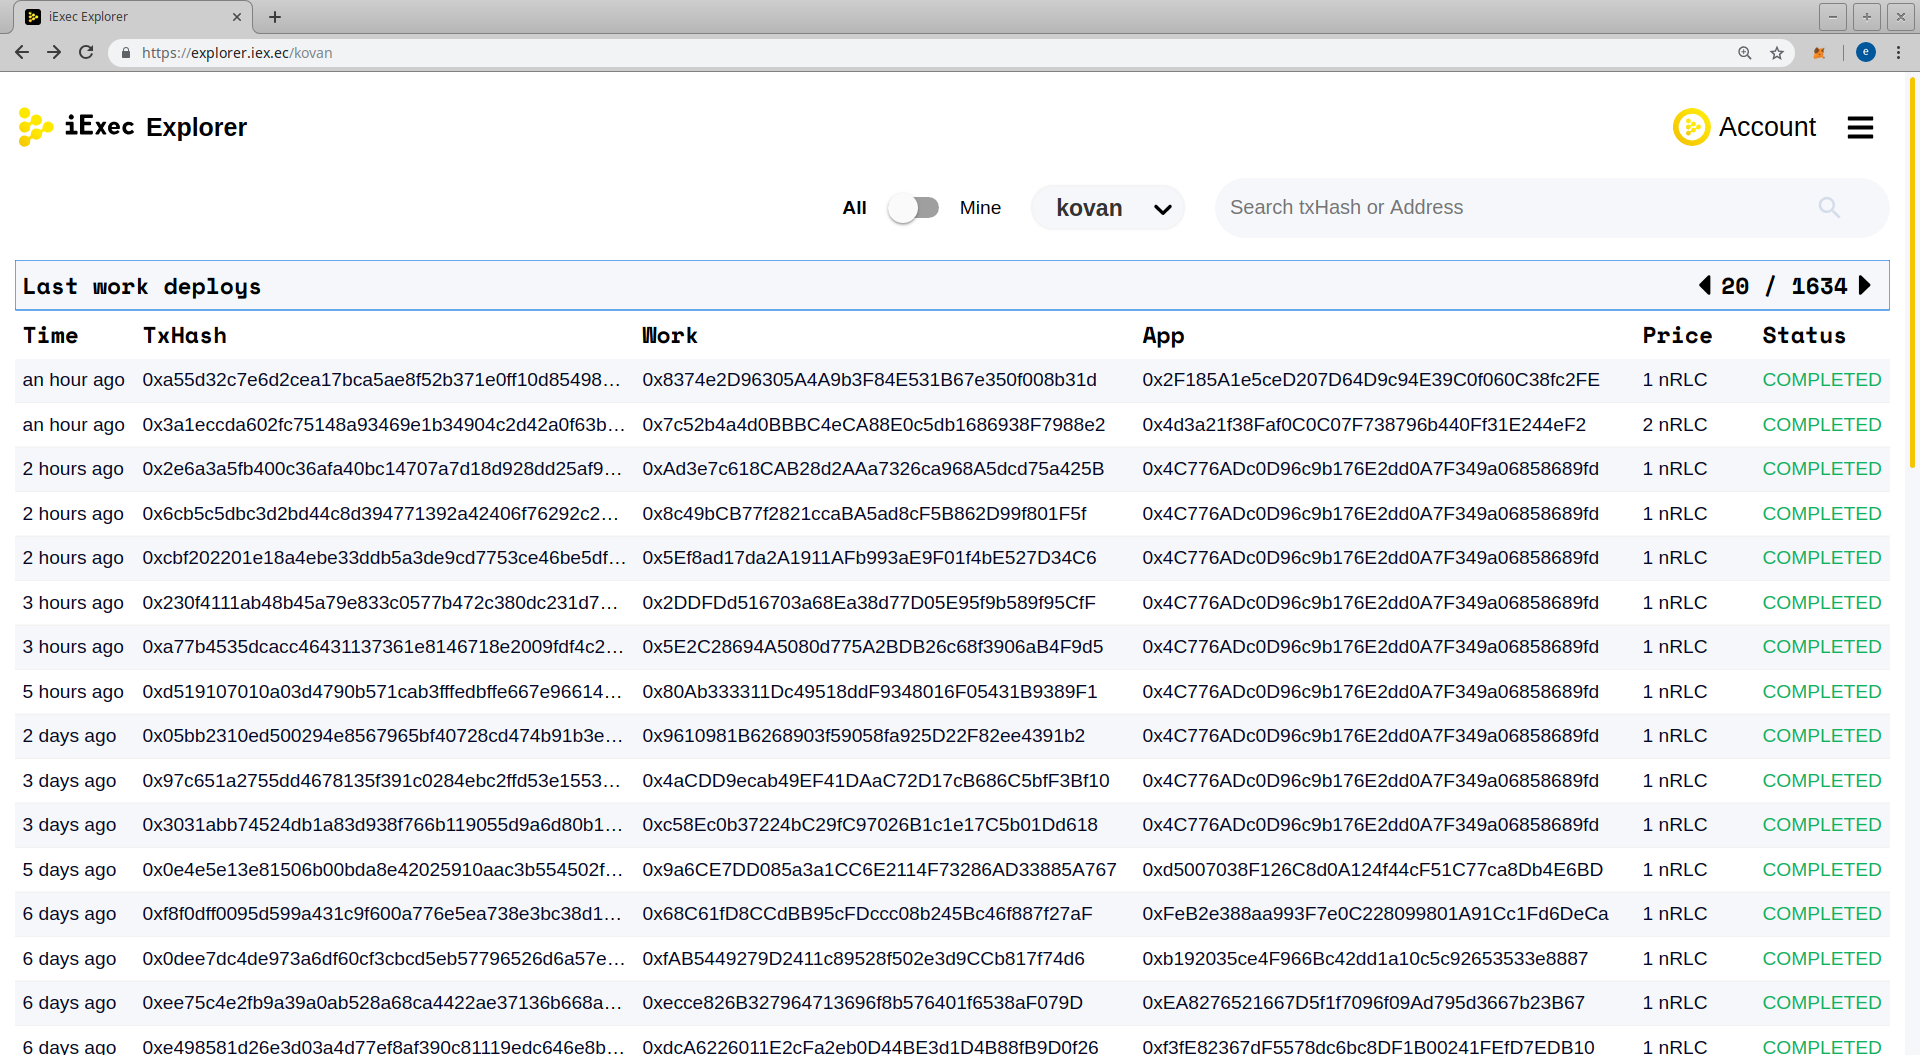 iExec Explorer
https://explorer.iex.ec/kovan
e
iExec Explorer
Account
All Mine kovan Search txHash or Address
Last work deploys 20 / 1634
Time TxHash Work App Price Status
an hour ago 0xa55d32c7e6d2cea17bca5ae8f52b371e0ff10d85498... 0x8374e2D96305A4A9b3F84E531B67e350f008b31d 0x2F185A1e5ceD207D64D9c94E39C0f060C38fc2FE 1 nRLC COMPLETED
an hour ago 0x3a1eccda602fc75148a93469e1b34904c2d42a0f63b... 0x7c52b4a4d0BBBC4eCA88E0c5db1686938F7988e2 0x4d3a21f38Faf0C0C07F738796b440Ff31E244eF2 2 nRLC COMPLETED
2 hours ago 0x2e6a3a5fb400c36afa40bc14707a7d18d928dd25af9... 0xAd3e7c618CAB28d2AAa7326ca968A5dcd75a425B 0x4C776ADc0D96c9b176E2dd0A7F349a06858689fd 1 nRLC COMPLETED
2 hours ago 0x6cb5c5dbc3d2bd44c8d394771392a42406f76292c2... 0x8c49bCB77f2821ccaBA5ad8cF5B862D99f801F5f 0x4C776ADc0D96c9b176E2dd0A7F349a06858689fd 1 nRLC COMPLETED
2 hours ago 0xcbf202201e18a4ebe33ddb5a3de9cd7753ce46be5df... 0x5Ef8ad17da2A1911AFb993aE9F01f4bE527D34C6 0x4C776ADc0D96c9b176E2dd0A7F349a06858689fd 1 nRLC COMPLETED
3 hours ago 0x230f4111ab48b45a79e833c0577b472c380dc231d7... 0x2DDFDd516703a68Ea38d77D05E95f9b589f95CfF 0x4C776ADc0D96c9b176E2dd0A7F349a06858689fd 1 nRLC COMPLETED
3 hours ago 0xa77b4535dcacc46431137361e8146718e2009fdf4c2... 0x5E2C28694A5080d775A2BDB26c68f3906aB4F9d5 0x4C776ADc0D96c9b176E2dd0A7F349a06858689fd 1 nRLC COMPLETED
5 hours ago 0xd519107010a03d4790b571cab3fffedbffe667e96614... 0x80Ab333311Dc49518ddF9348016F05431B9389F1 0x4C776ADc0D96c9b176E2dd0A7F349a06858689fd 1 nRLC COMPLETED
2 days ago 0x05bb2310ed500294e8567965bf40728cd474b91b3e... 0x9610981B6268903f59058fa925D22F82ee4391b2 0x4C776ADc0D96c9b176E2dd0A7F349a06858689fd 1 nRLC COMPLETED
3 days ago 0x97c651a2755dd4678135f391c0284ebc2ffd53e1553... 0x4aCDD9ecab49EF41DAaC72D17cB686C5bfF3Bf10 0x4C776ADc0D96c9b176E2dd0A7F349a06858689fd 1 nRLC COMPLETED
3 days ago 0x3031abb74524db1a83d938f766b119055d9a6d80b1... 0xc58Ec0b37224bC29fC97026B1c1e17C5b01Dd618 0x4C776ADc0D96c9b176E2dd0A7F349a06858689fd 1 nRLC COMPLETED
5 days ago 0x0e4e5e13e81506b00bda8e42025910aac3b554502f... 0x9a6CE7DD085a3a1CC6E2114F73286AD33885A767 0xd5007038F126C8d0A124f44cF51C77ca8Db4E6BD 1 nRLC COMPLETED
6 days ago 0xf8f0dff0095d599a431c9f600a776e5ea738e3bc38d1... 0x68C61fD8CCdBB95cFDccc08b245Bc46f887f27aF 0xFeB2e388aa993F7e0C228099801A91Cc1Fd6DeCa 1 nRLC COMPLETED
6 days ago 0x0dee7dc4de973a6df60cf3cbcd5eb57796526d6a57e... 0xfAB5449279D2411c89528f502e3d9CCb817f74d6 0xb192035ce4F966Bc42dd1a10c5c92653533e8887 1 nRLC COMPLETED
6 days ago 0xee75c4e2fb9a39a0ab528a68ca4422ae37136b668a... 0xecce826B327964713696f8b576401f6538aF079D 0xEA8276521667D5f1f7096f09Ad795d3667b23B67 1 nRLC COMPLETED
6 days ago 0xe498581d26e3d03a4d77ef8af390c81119edc646e8b... 0xdcA6226011E2cFa2eb0D44BE3d1D4B88fB9D0f26 0xf3fE82367dF5578dc6bc8DF1B00241FEfD7EDB10 1 nRLC COMPLETED